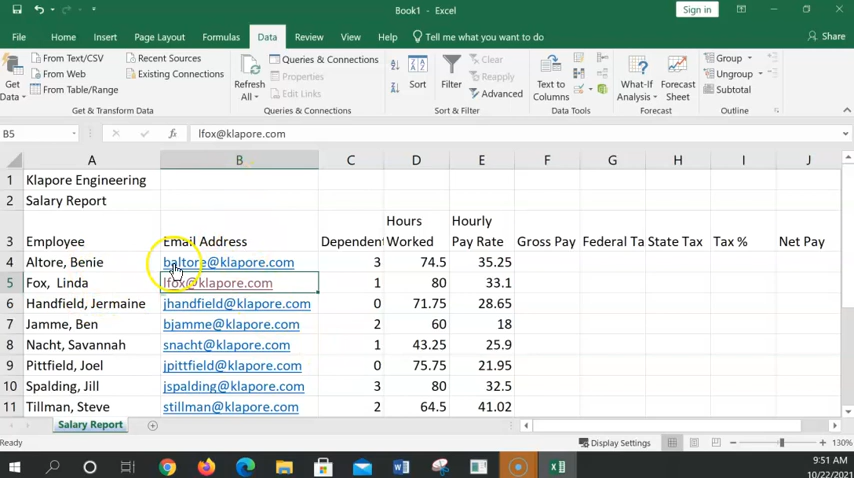 Book1 - Excel
Sign in
File Home Insert Page Layout Formulas Data Review View Help Tell me what you want to do Share
Get Data
From Text/CSV
From Web
From Table/Range
Recent Sources
Existing Connections
Get & Transform Data
Refresh All
Queries & Connections
Properties
Edit Links
Queries & Connections
Sort
Filter
Clear
Reapply
Advanced
Sort & Filter
Text to Columns
Data Tools
What-If Analysis
Forecast Sheet
Forecast
Group
Ungroup
Subtotal
Outline
B5 fx lfox@klapore.com
A B C D E F G H I J
1 Klapore Engineering
2 Salary Report
3 Employee Email Address Dependent Hours Worked Hourly Pay Rate Gross Pay Federal Ta State Tax Tax % Net Pay
4 Altore, Benie baltore@klapore.com 3 74.5 35.25
5 Fox, Linda lfox@klapore.com 1 80 33.1
6 Handfield, Jermaine jhandfield@klapore.com 0 71.75 28.65
7 Jamme, Ben bjamme@klapore.com 2 60 18
8 Nacht, Savannah snacht@klapore.com 1 43.25 25.9
9 Pittfield, Joel jpittfield@klapore.com 0 75.75 21.95
10 Spalding, Jill jspalding@klapore.com 3 80 32.5
11 Tillman, Steve stillman@klapore.com 2 64.5 41.02
Salary Report
Ready Display Settings 130%
9:51 AM
10/22/2021